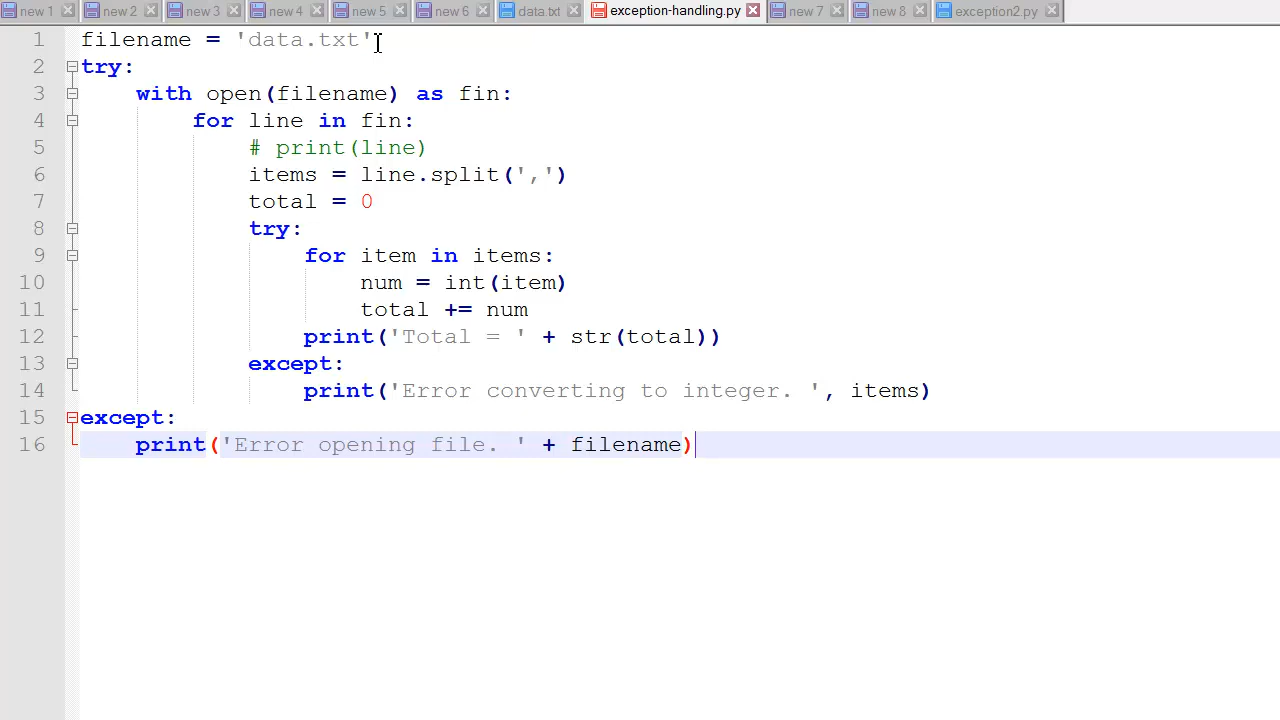 new 1 new 2 new 3 new 4 new 5 new 6 data.txt exception-handling.py new 7 new 8 exception2.py
1 filename = 'data.txt'
2 try:
3     with open(filename) as fin:
4         for line in fin:
5             # print(line)
6             items = line.split(',')
7             total = 0
8             try:
9                 for item in items:
10                     num = int(item)
11                     total += num
12                 print('Total = ' + str(total))
13             except:
14                 print('Error converting to integer. ', items)
15 except:
16     print('Error opening file. ' + filename)